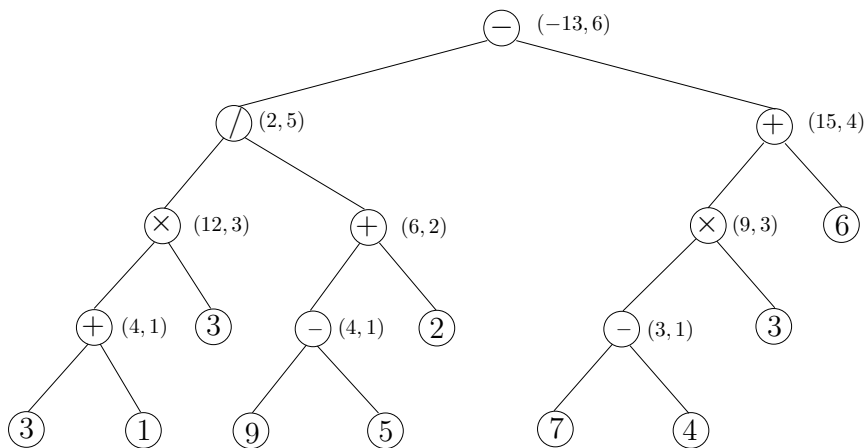 − (−13, 6)
/ (2, 5) + (15, 4)
× (12, 3) + (6, 2) × (9, 3) 6
+ (4, 1) 3 − (4, 1) 2 − (3, 1) 3
3 1 9 5 7 4